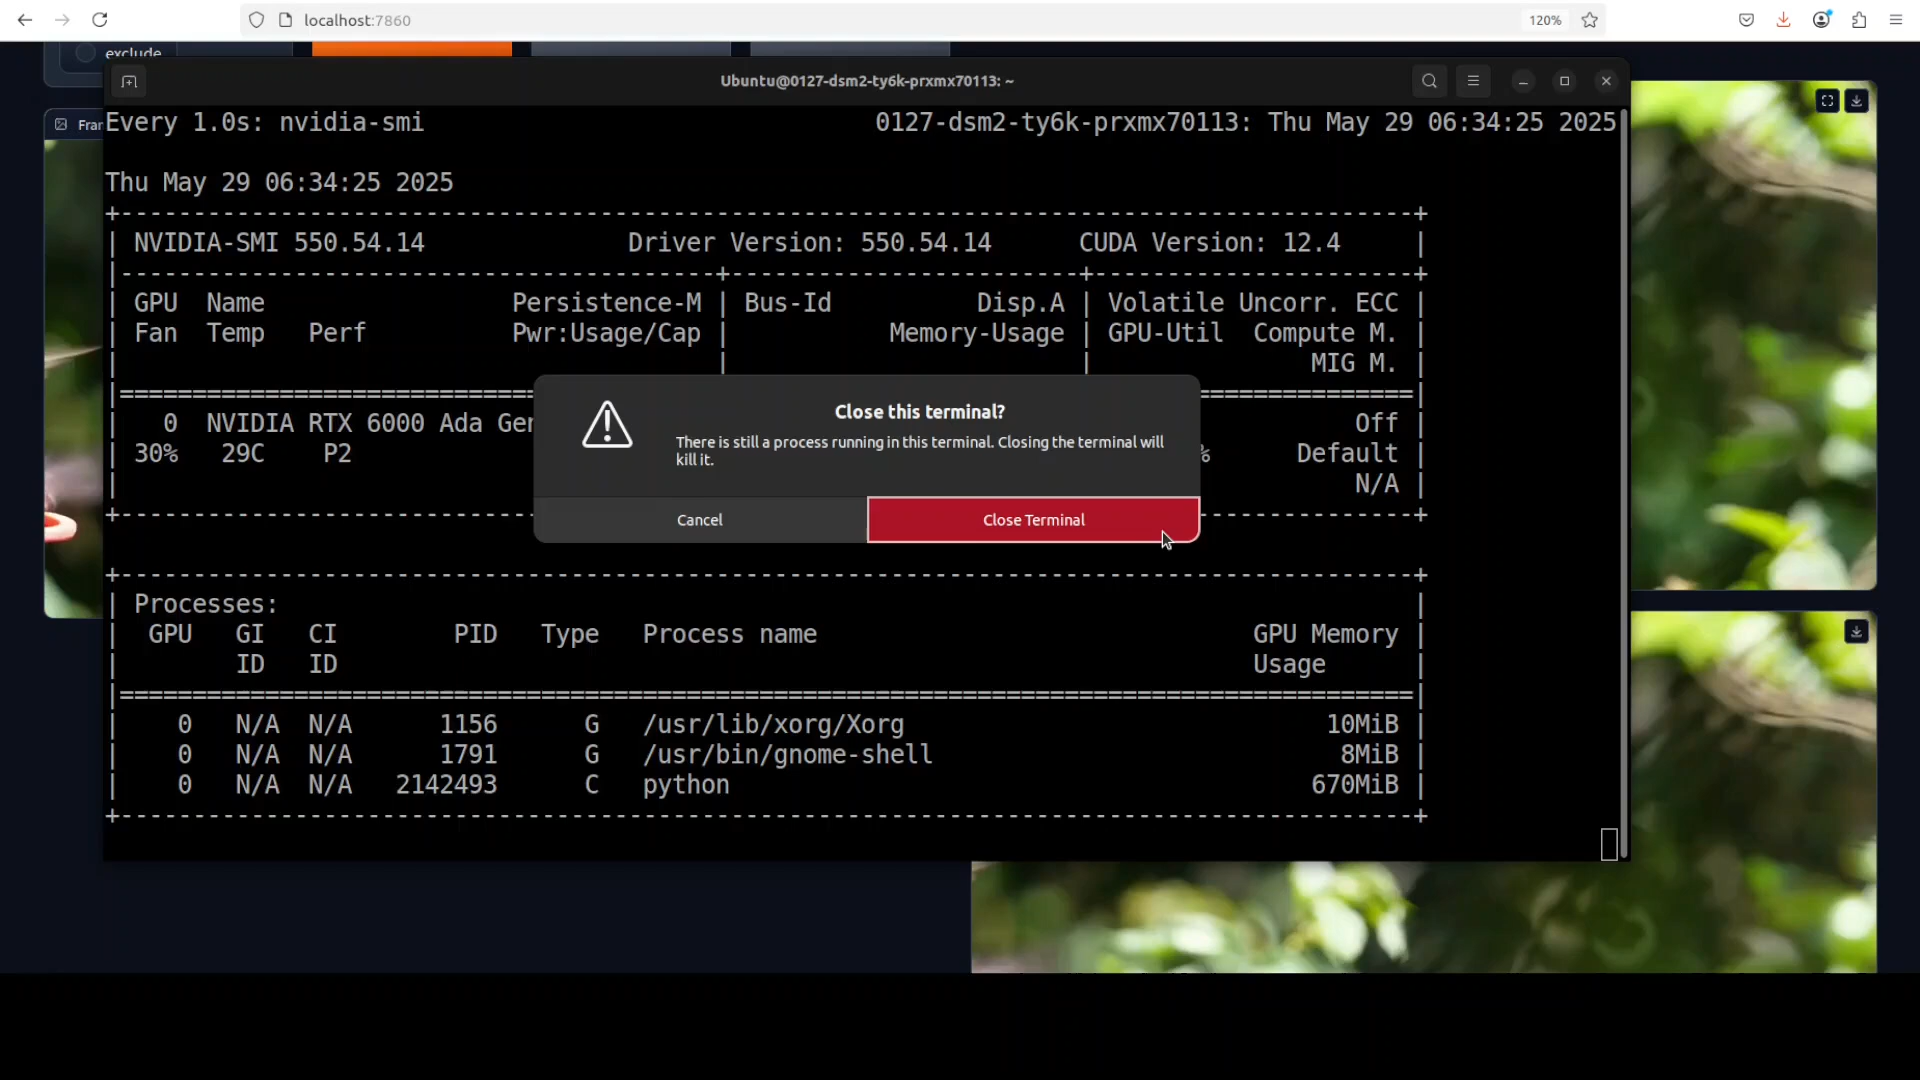 localhost:7860
120%
exclude
Ubuntu@0127-dsm2-ty6k-prxmx70113: ~
Fran
Every 1.0s: nvidia-smi 0127-dsm2-ty6k-prxmx70113: Thu May 29 06:34:25 2025
Thu May 29 06:34:25 2025
NVIDIA-SMI 550.54.14 Driver Version: 550.54.14 CUDA Version: 12.4
GPU Name Persistence-M | Bus-Id Disp.A | Volatile Uncorr. ECC
Fan Temp Perf Pwr:Usage/Cap | Memory-Usage | GPU-Util Compute M.
MIG M.
0 NVIDIA RTX 6000 Ada Ger Off
30% 29C P2 % Default
N/A
Close this terminal?
There is still a process running in this terminal. Closing the terminal will
kill it.
Cancel Close Terminal
Processes:
GPU GI CI PID Type Process name GPU Memory
ID ID Usage
0 N/A N/A 1156 G /usr/lib/xorg/Xorg 10MiB
0 N/A N/A 1791 G /usr/bin/gnome-shell 8MiB
0 N/A N/A 2142493 C python 670MiB